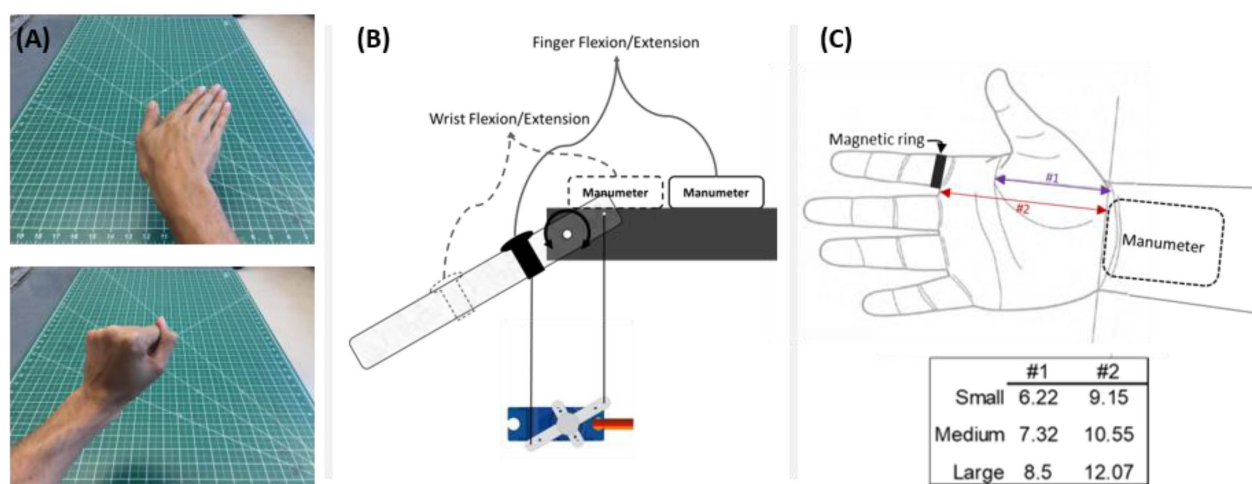 (A)
(B)
Finger Flexion/Extension
Wrist Flexion/Extension
Manumeter
Manumeter
(C)
Magnetic ring
#1
#2
Manumeter
#1 #2
Small 6.22 9.15
Medium 7.32 10.55
Large 8.5 12.07